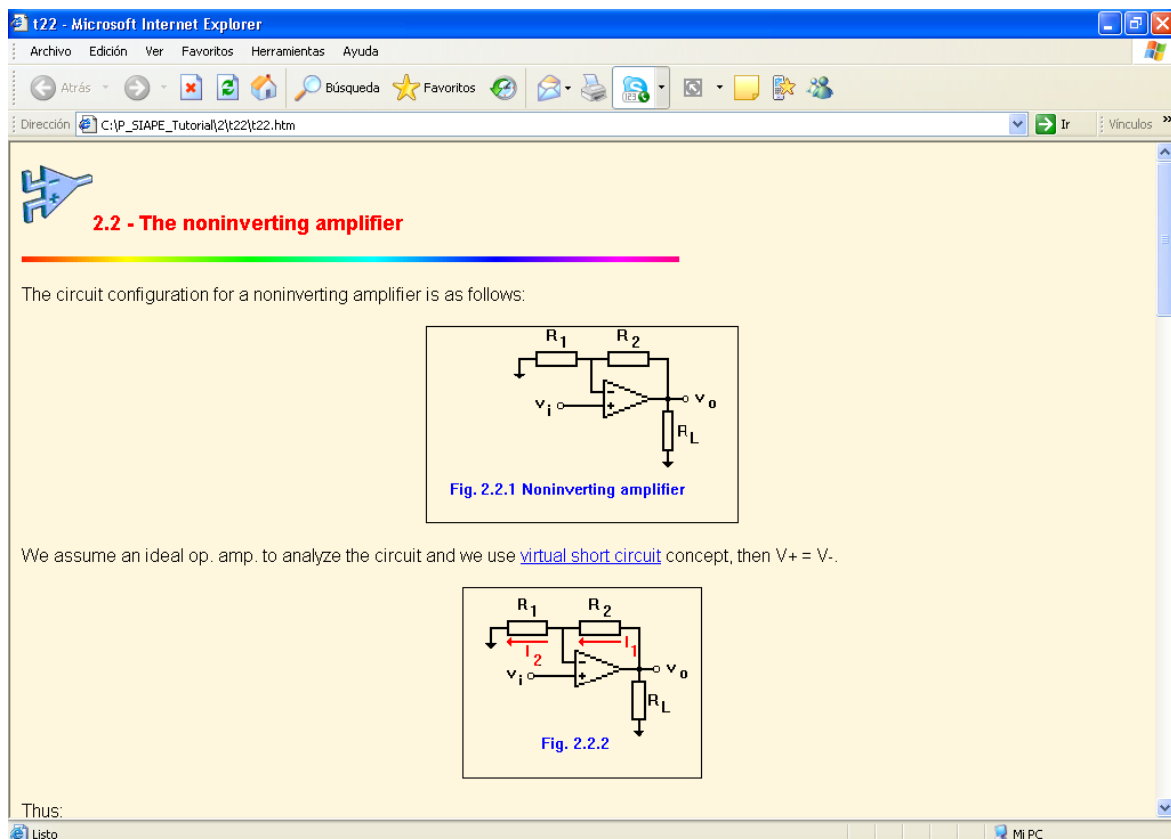 t22 - Microsoft Internet Explorer
Archivo Edición Ver Favoritos Herramientas Ayuda
Atrás Búsqueda Favoritos
Dirección C:\P_SIAPE_Tutorial\2\t22\t22.htm Ir Vínculos »
2.2 - The noninverting amplifier
The circuit configuration for a noninverting amplifier is as follows:
R1 R2
- 
vi + vo
RL
Fig. 2.2.1 Noninverting amplifier
We assume an ideal op. amp. to analyze the circuit and we use virtual short circuit concept, then V+ = V-.
R1 R2
I2 I1
-
vi + vo
RL
Fig. 2.2.2
Thus:
Listo Mi PC